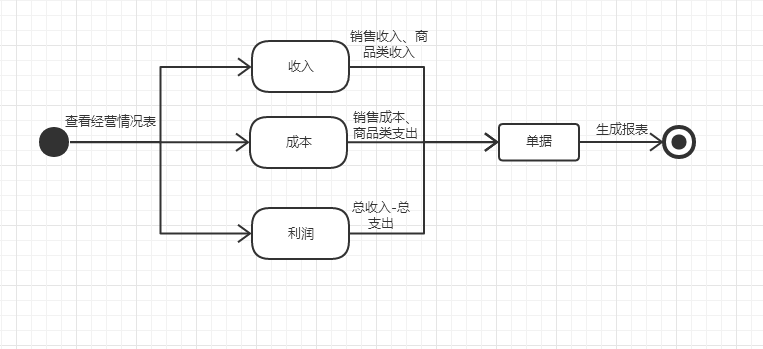 查看经营情况表
收入
销售收入、商
品类收入
成本
销售成本、
商品类支出
利润
总收入-总
支出
单据
生成报表